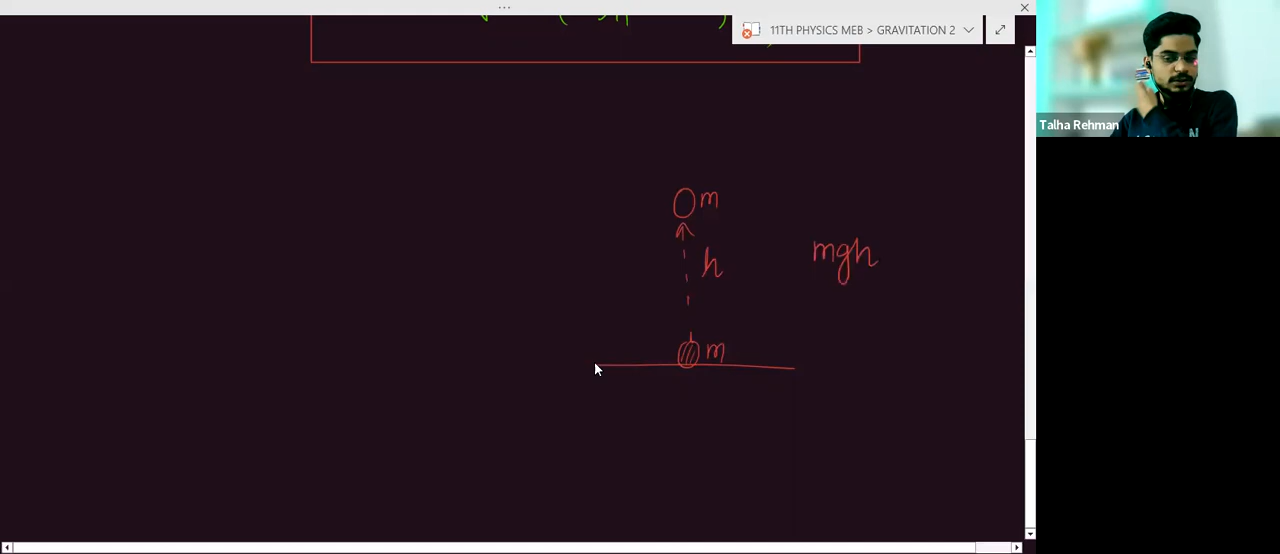 11TH PHYSICS MEB > GRAVITATION 2
Talha Rehman
m
h
mgh
m